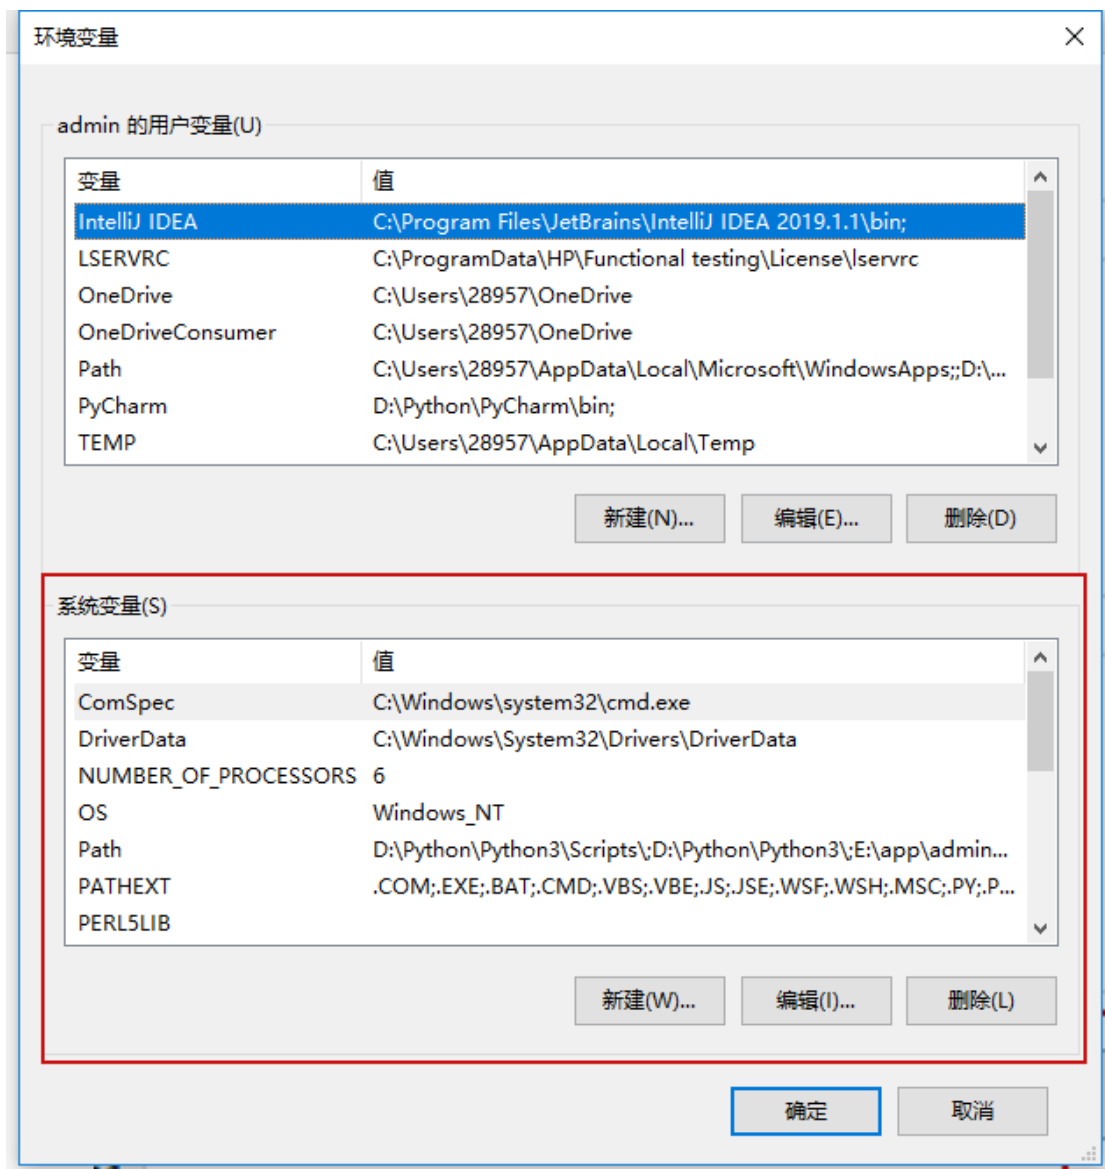 环境变量
admin 的用户变量(U)
变量 值
IntelliJ IDEA C:\Program Files\JetBrains\IntelliJ IDEA 2019.1.1\bin;
LSERVRC C:\ProgramData\HP\Functional testing\License\lservrc
OneDrive C:\Users\28957\OneDrive
OneDriveConsumer C:\Users\28957\OneDrive
Path C:\Users\28957\AppData\Local\Microsoft\WindowsApps;;D:\...
PyCharm D:\Python\PyCharm\bin;
TEMP C:\Users\28957\AppData\Local\Temp
新建(N)... 编辑(E)... 删除(D)
系统变量(S)
变量 值
ComSpec C:\Windows\system32\cmd.exe
DriverData C:\Windows\System32\Drivers\DriverData
NUMBER_OF_PROCESSORS 6
OS Windows_NT
Path D:\Python\Python3\Scripts\;D:\Python\Python3\;E:\app\admin...
PATHEXT .COM;.EXE;.BAT;.CMD;.VBS;.VBE;.JS;.JSE;.WSF;.WSH;.MSC;.PY;.P...
PERL5LIB
新建(W)... 编辑(I)... 删除(L)
确定 取消